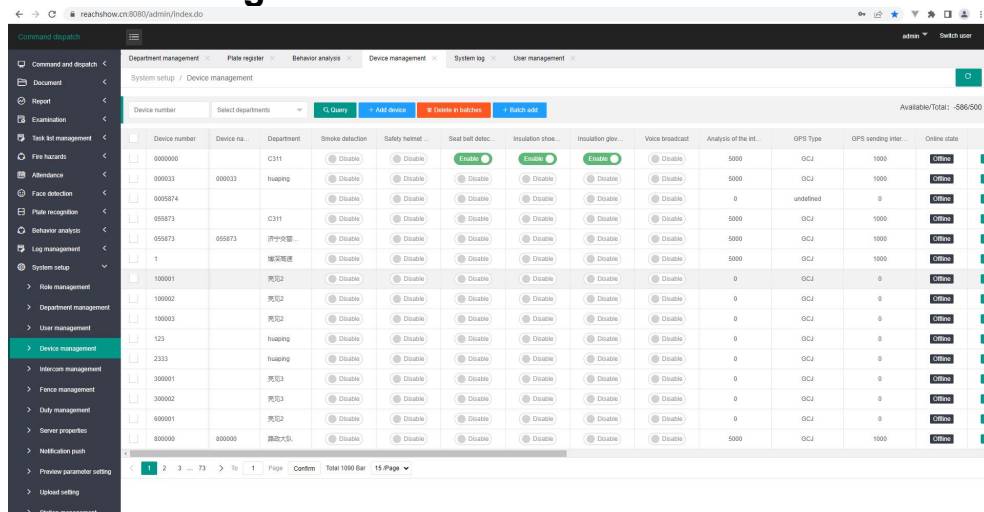 reachshow.cn:8080/admin/index.do
Command dispatch
admin Switch user
Command and dispatch
Document
Report
Examination
Task list management
Fire hazards
Attendance
Face detection
Plate recognition
Behavior analysis
Log management
System setup
Role management
Department management
User management
Device management
Intercom management
Fence management
Duty management
Server properties
Notification push
Preview parameter setting
Upload setting
Department management Plate register Behavior analysis Device management System log User management
System setup / Device management
Device number Select departments Query + Add device Delete in batches + Batch add Available/Total: -586/500
Device number Device na... Department Smoke detection Safety helmet ... Seat belt detec... Insulation shoe... Insulation glov... Voice broadcast Analysis of the int... GPS Type GPS sending inter... Online state
0000000 C311 Disable Disable Enable Enable Enable Disable 5000 GCJ 1000 Offline
000033 000033 huaping Disable Disable Disable Disable Disable Disable 5000 GCJ 1000 Offline
0005874 Disable Disable Disable Disable Disable Disable 0 undefined 0 Offline
055873 C311 Disable Disable Disable Disable Disable Disable 5000 GCJ 1000 Offline
055873 055873 济宁交警... Disable Disable Disable Disable Disable Disable 5000 GCJ 1000 Offline
1 Disable Disable Disable Disable Disable Disable 5000 GCJ 1000 Offline
100001 亮见2 Disable Disable Disable Disable Disable Disable 0 GCJ 0 Offline
100002 亮见2 Disable Disable Disable Disable Disable Disable 0 GCJ 0 Offline
100003 亮见2 Disable Disable Disable Disable Disable Disable 0 GCJ 0 Offline
123 huaping Disable Disable Disable Disable Disable Disable 0 GCJ 0 Offline
2333 huaping Disable Disable Disable Disable Disable Disable 0 GCJ 0 Offline
300001 亮见3 Disable Disable Disable Disable Disable Disable 0 GCJ 0 Offline
300002 亮见3 Disable Disable Disable Disable Disable Disable 0 GCJ 0 Offline
600001 亮见2 Disable Disable Disable Disable Disable Disable 0 GCJ 0 Offline
800000 800000 路政大队 Disable Disable Disable Disable Disable Disable 5000 GCJ 1000 Offline
1 2 3 ... 73 To 1 Page Confirm Total 1090 Bar 15 /Page